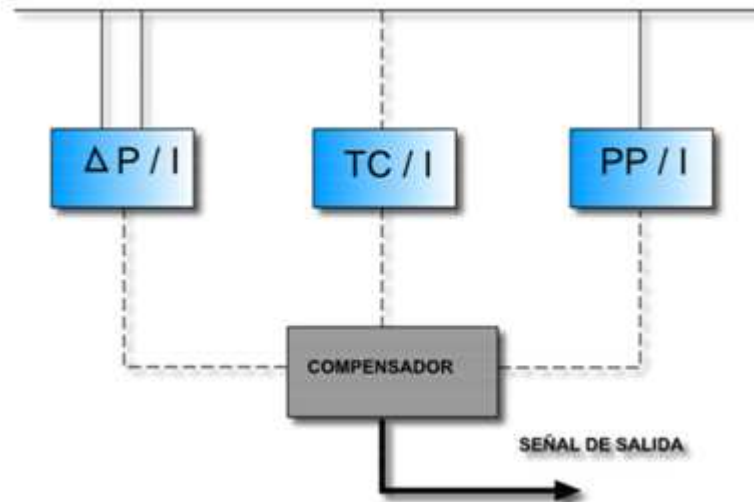 Δ P / I
TC / I
PP / I
COMPENSADOR
SEÑAL DE SALIDA